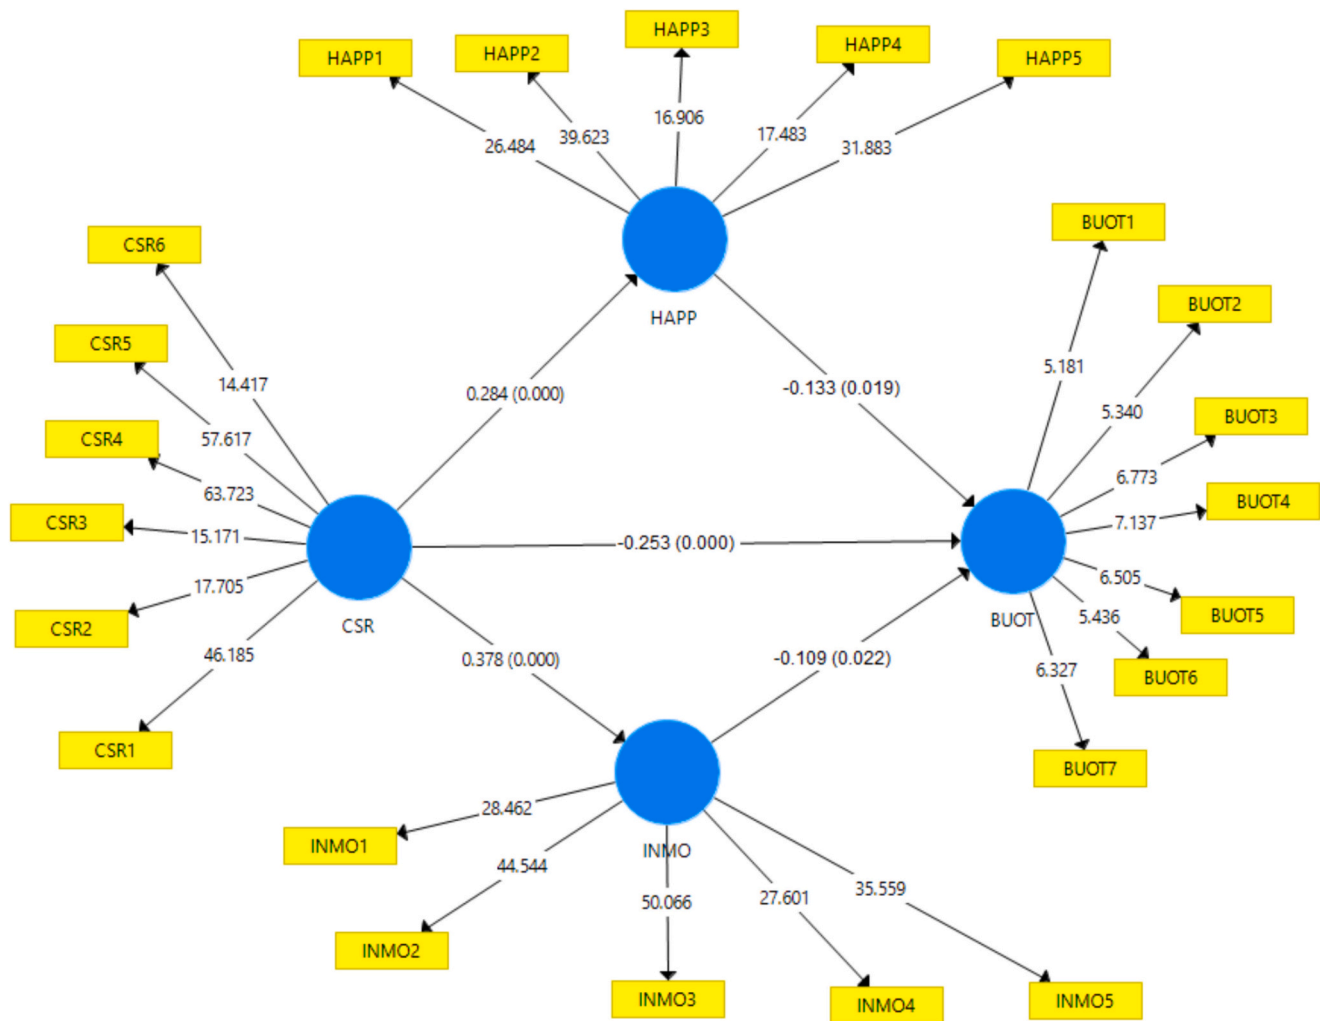 HAPP1
HAPP2
HAPP3
HAPP4
HAPP5
26.484
39.623
16.906
17.483
31.883
HAPP
CSR6
CSR5
CSR4
CSR3
CSR2
CSR1
14.417
57.617
63.723
15.171
17.705
46.185
CSR
0.284 (0.000)
-0.133 (0.019)
-0.253 (0.000)
0.378 (0.000)
-0.109 (0.022)
BUOT1
BUOT2
BUOT3
BUOT4
BUOT5
BUOT6
BUOT7
5.181
5.340
6.773
7.137
6.505
5.436
6.327
BUOT
INMO
28.462
44.544
50.066
27.601
35.559
INMO1
INMO2
INMO3
INMO4
INMO5